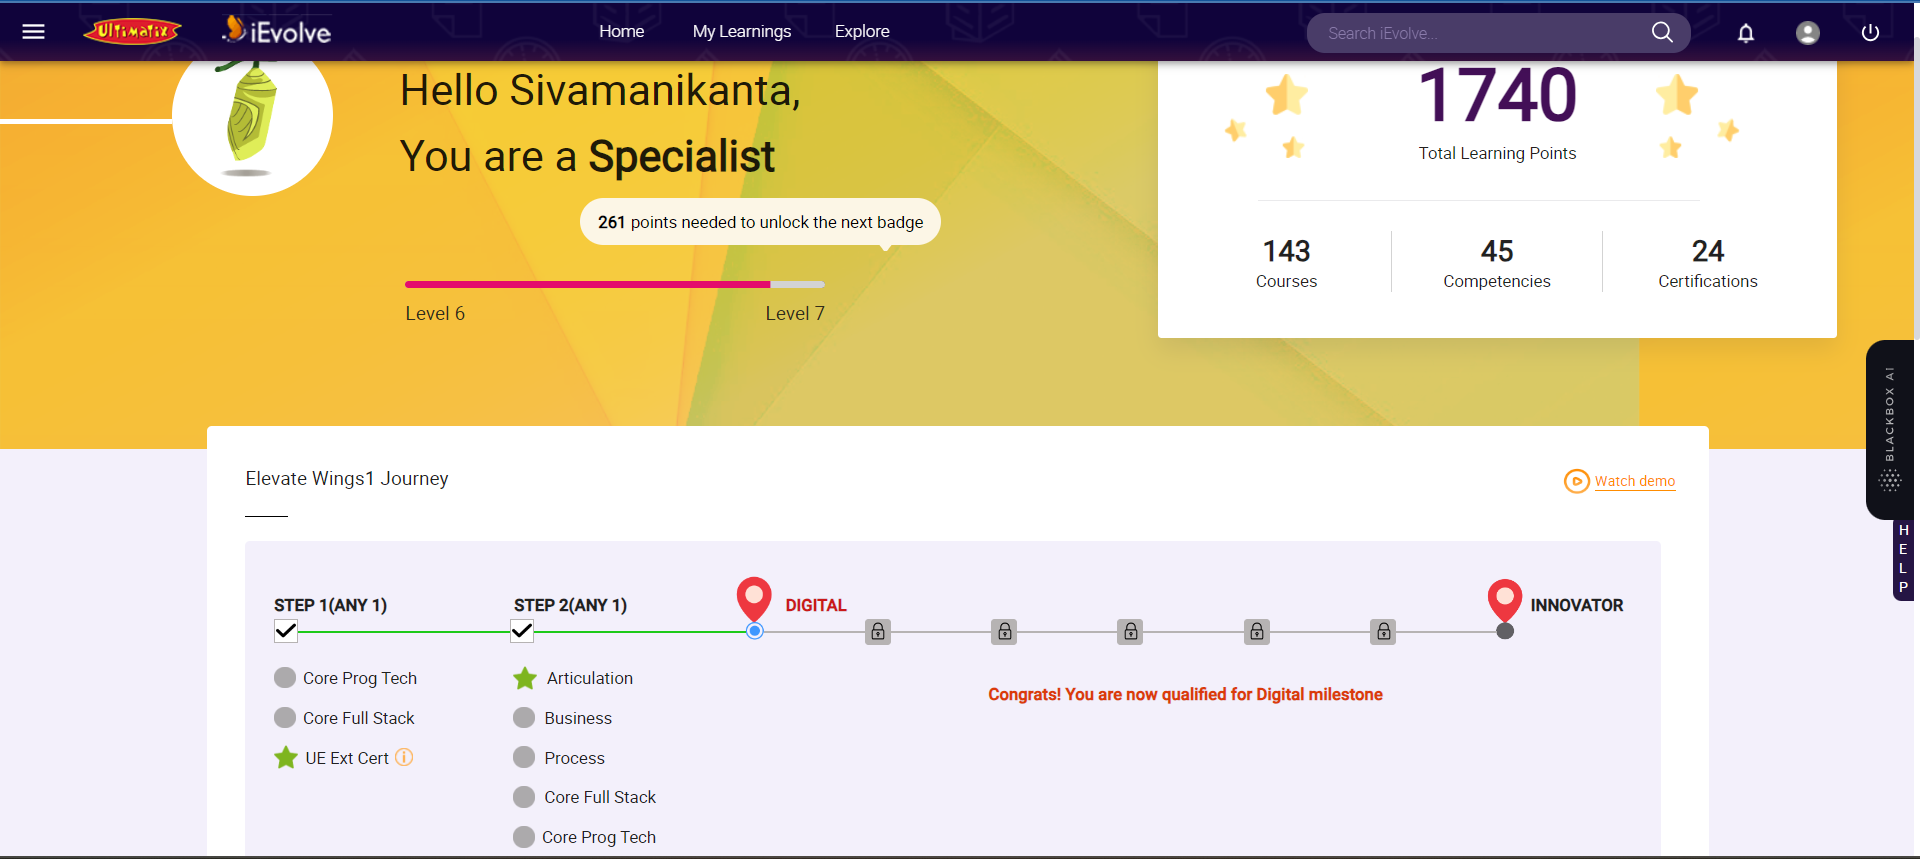 Ultimatix
iEvolve
Home
My Learnings
Explore
Search iEvolve...
Hello Sivamanikanta,
You are a Specialist
261 points needed to unlock the next badge
Level 6
Level 7
1740
Total Learning Points
143
Courses
45
Competencies
24
Certifications
BLACKBOX AI
HELP
Elevate Wings1 Journey
Watch demo
STEP 1(ANY 1)
STEP 2(ANY 1)
DIGITAL
INNOVATOR
Core Prog Tech
Core Full Stack
UE Ext Cert
Articulation
Business
Process
Core Full Stack
Core Prog Tech
Congrats! You are now qualified for Digital milestone